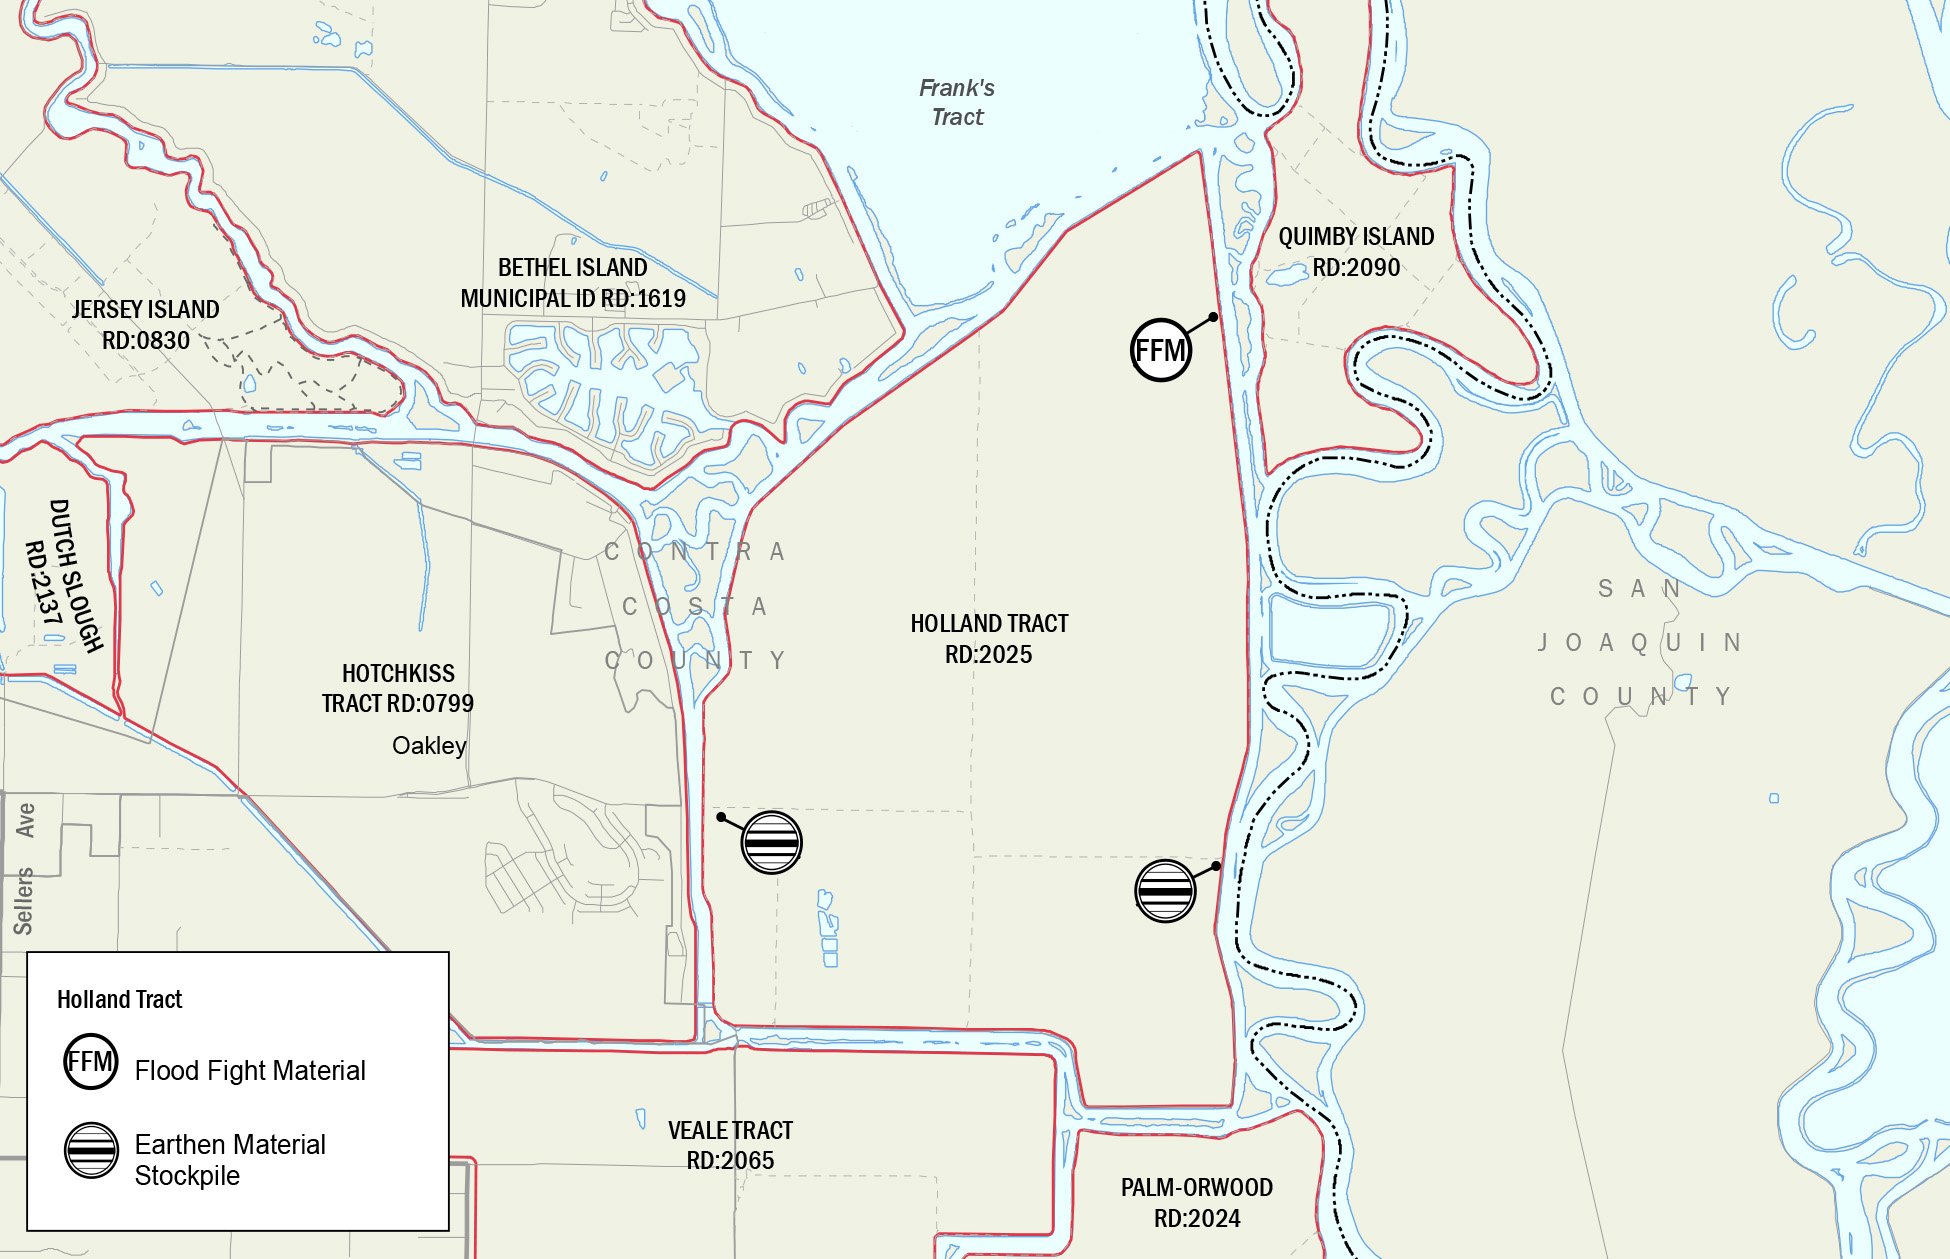 Frank's
Tract
QUIMBY ISLAND
RD:2090
BETHEL ISLAND
MUNICIPAL ID RD:1619
JERSEY ISLAND
RD:0830
FFM
DUTCH SLOUGH
RD:2137
CONTRA
COSTA
COUNTY
SAN
JOAQUIN
COUNTY
HOLLAND TRACT
RD:2025
HOTCHKISS
TRACT RD:0799
Oakley
Sellers Ave
Holland Tract
FFM Flood Fight Material
Earthen Material
Stockpile
VEALE TRACT
RD:2065
PALM-ORWOOD
RD:2024